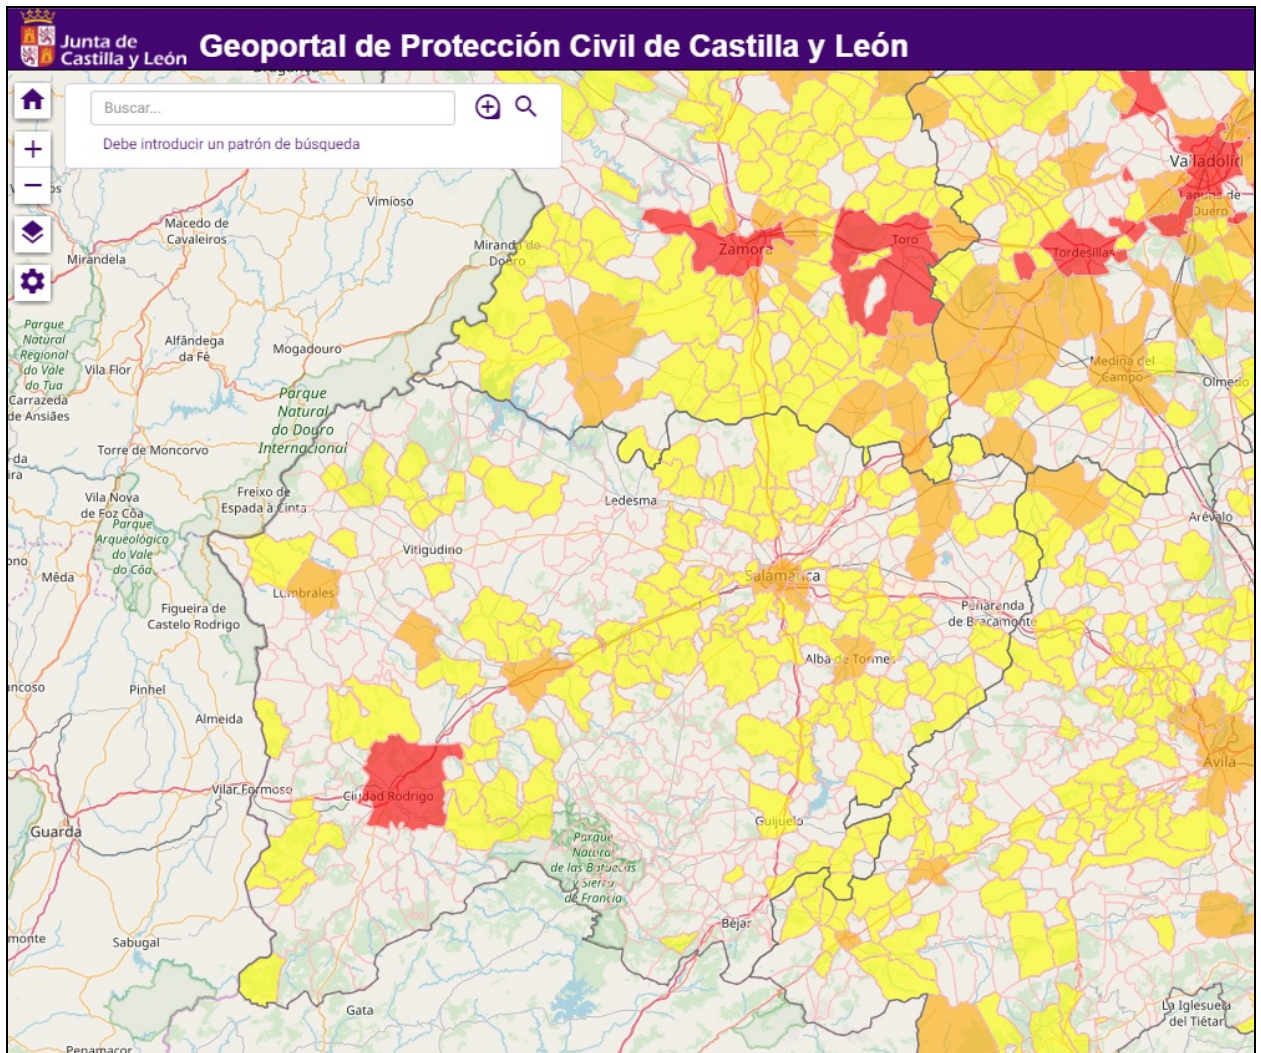 Junta de
Castilla y León
Geoportal de Protección Civil de Castilla y León
Buscar...
Debe introducir un patrón de búsqueda
Valladolid
Laguna de
Duero
Vimioso
Macedo de
Cavaleiros
Mirandela
Miranda do
Douro
Zamora
Toro
Tordesillas
Parque
Natural
Regional
do Vale
do Tua
Alfândega
da Fé
Mogadouro
Vila Flor
Medina del
Campo
Olmedo
Carrazeda
de Ansiães
Parque
Natural
do Douro
Internacional
Torre de Moncorvo
Freixo de
Espada à Cinta
Ledesma
Vila Nova
de Foz Côa
Parque
Arqueológico
do Vale
do Côa
Arévalo
Vitigudino
Mêda
Lumbrales
Salamanca
Figueira de
Castelo Rodrigo
Peñaranda
de Bracamonte
Alba de Tormes
Pinhel
Almeida
Ávila
Vilar Formoso
Ciudad Rodrigo
Guijuelo
Guarda
Parque
Natural
de las Batuecas
y Sierra
de Francia
Béjar
Sabugal
Gata
La Iglesuela
del Tiétar
Penamacor